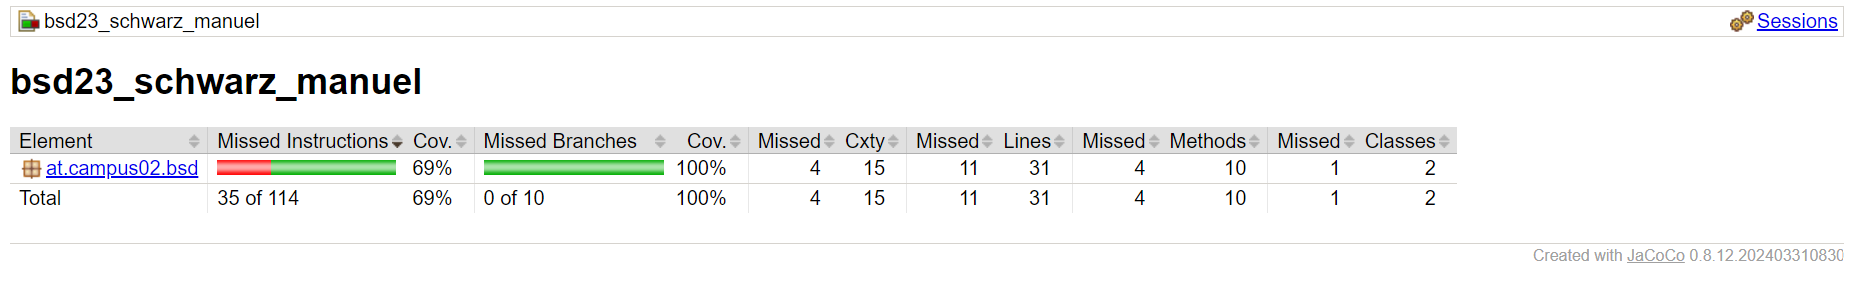 bsd23_schwarz_manuel Sessions
bsd23_schwarz_manuel
Element Missed Instructions Cov. Missed Branches Cov. Missed Cxty Missed Lines Missed Methods Missed Classes
at.campus02.bsd 69% 100% 4 15 11 31 4 10 1 2
Total 35 of 114 69% 0 of 10 100% 4 15 11 31 4 10 1 2
Created with JaCoCo 0.8.12.202403310830